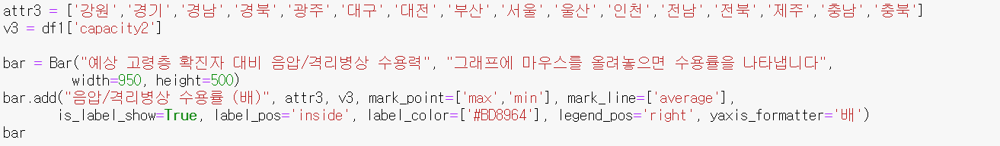 attr3 = ['강원','경기','경남','경북','광주','대구','대전','부산','서울','울산','인천','전남','전북','제주','충남','충북']
v3 = df1['capacity2']
bar = Bar("예상 고령층 확진자 대비 음압/격리병상 수용력", "그래프에 마우스를 올려놓으면 수용률을 나타냅니다",
width=950, height=500)
bar.add("음압/격리병상 수용률 (배)", attr3, v3, mark_point=['max','min'], mark_line=['average'],
is_label_show=True, label_pos='inside', label_color=['#BD8964'], legend_pos='right', yaxis_formatter='배')
bar